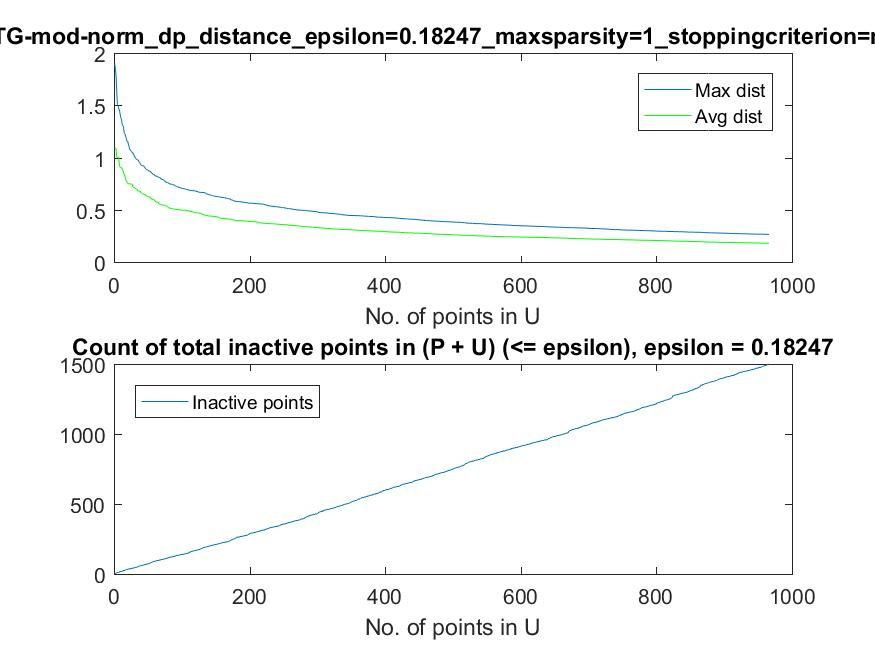 TG-mod-norm_dp_distance_epsilon=0.18247_maxsparsity=1_stoppingcriterion=
2
1.5
1
0.5
0
Max dist
Avg dist
0 200 400 600 800 1000
No. of points in U
Count of total inactive points in (P + U) (<= epsilon), epsilon = 0.18247
1500
1000
500
0
Inactive points
0 200 400 600 800 1000
No. of points in U